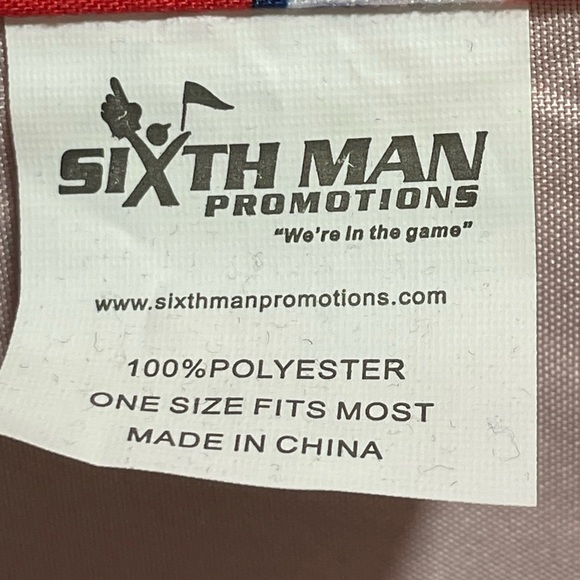 SIXTH MAN
PROMOTIONS
"We're In the game"
www.sixthmanpromotions.com
100%POLYESTER
ONE SIZE FITS MOST
MADE IN CHINA